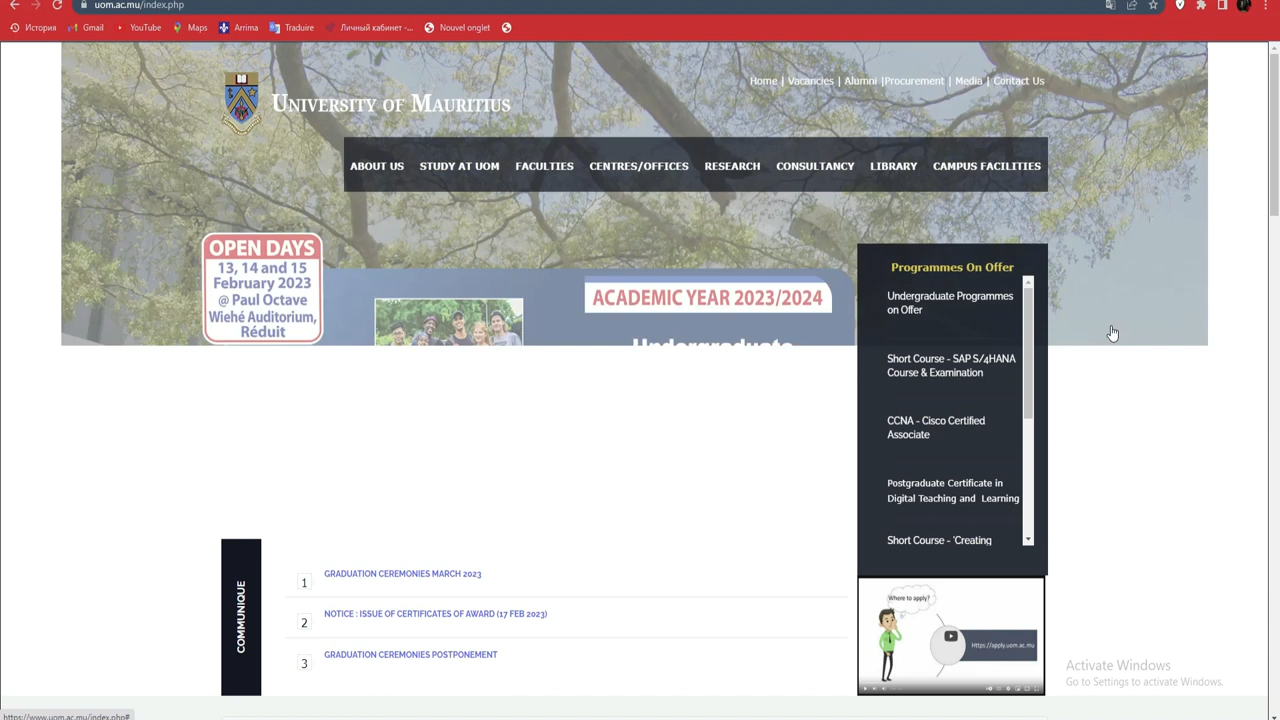 uom.ac.mu/index.php
История Gmail YouTube Maps Arrima Traduire Личный кабинет -... Nouvel onglet
Home | Vacancies | Alumni |Procurement | Media | Contact Us
UNIVERSITY OF MAURITIUS
ABOUT US STUDY AT UOM FACULTIES CENTRES/OFFICES RESEARCH CONSULTANCY LIBRARY CAMPUS FACILITIES
OPEN DAYS
13, 14 and 15
February 2023
@ Paul Octave
Wiehé Auditorium,
Réduit
ACADEMIC YEAR 2023/2024
Undergraduate
Programmes On Offer
Undergraduate Programmes
on Offer
Short Course - SAP S/4HANA
Course & Examination
CCNA - Cisco Certified
Associate
Postgraduate Certificate in
Digital Teaching and Learning
Short Course - 'Creating
COMMUNIQUE
1 GRADUATION CEREMONIES MARCH 2023
2 NOTICE : ISSUE OF CERTIFICATES OF AWARD (17 FEB 2023)
3 GRADUATION CEREMONIES POSTPONEMENT
Where to apply?
Https://apply.uom.ac.mu
Activate Windows
Go to Settings to activate Windows.
https://www.uom.ac.mu/index.php#